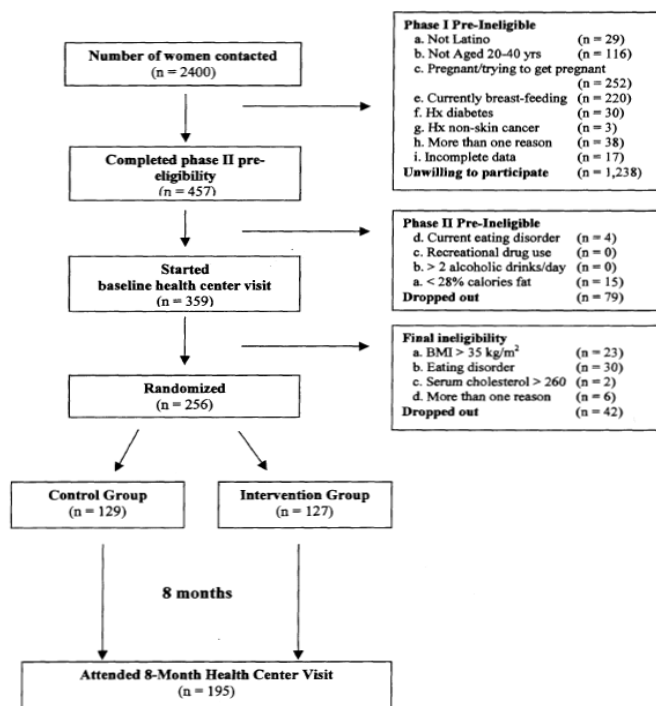 Number of women contacted
(n = 2400)
Phase I Pre-Ineligible
a. Not Latino (n = 29)
b. Not Aged 20-40 yrs (n = 116)
c. Pregnant/trying to get pregnant
(n = 252)
e. Currently breast-feeding (n = 220)
f. Hx diabetes (n = 30)
g. Hx non-skin cancer (n = 3)
h. More than one reason (n = 38)
i. Incomplete data (n = 17)
Unwilling to participate (n = 1,238)
Completed phase II pre-
eligibility
(n = 457)
Phase II Pre-Ineligible
d. Current eating disorder (n = 4)
c. Recreational drug use (n = 0)
b. > 2 alcoholic drinks/day (n = 0)
a. < 28% calories fat (n = 15)
Dropped out (n = 79)
Started
baseline health center visit
(n = 359)
Final ineligibility
a. BMI > 35 kg/m² (n = 23)
b. Eating disorder (n = 30)
c. Serum cholesterol > 260 (n = 2)
d. More than one reason (n = 6)
Dropped out (n = 42)
Randomized
(n = 256)
Control Group
(n = 129)
Intervention Group
(n = 127)
8 months
Attended 8-Month Health Center Visit
(n = 195)